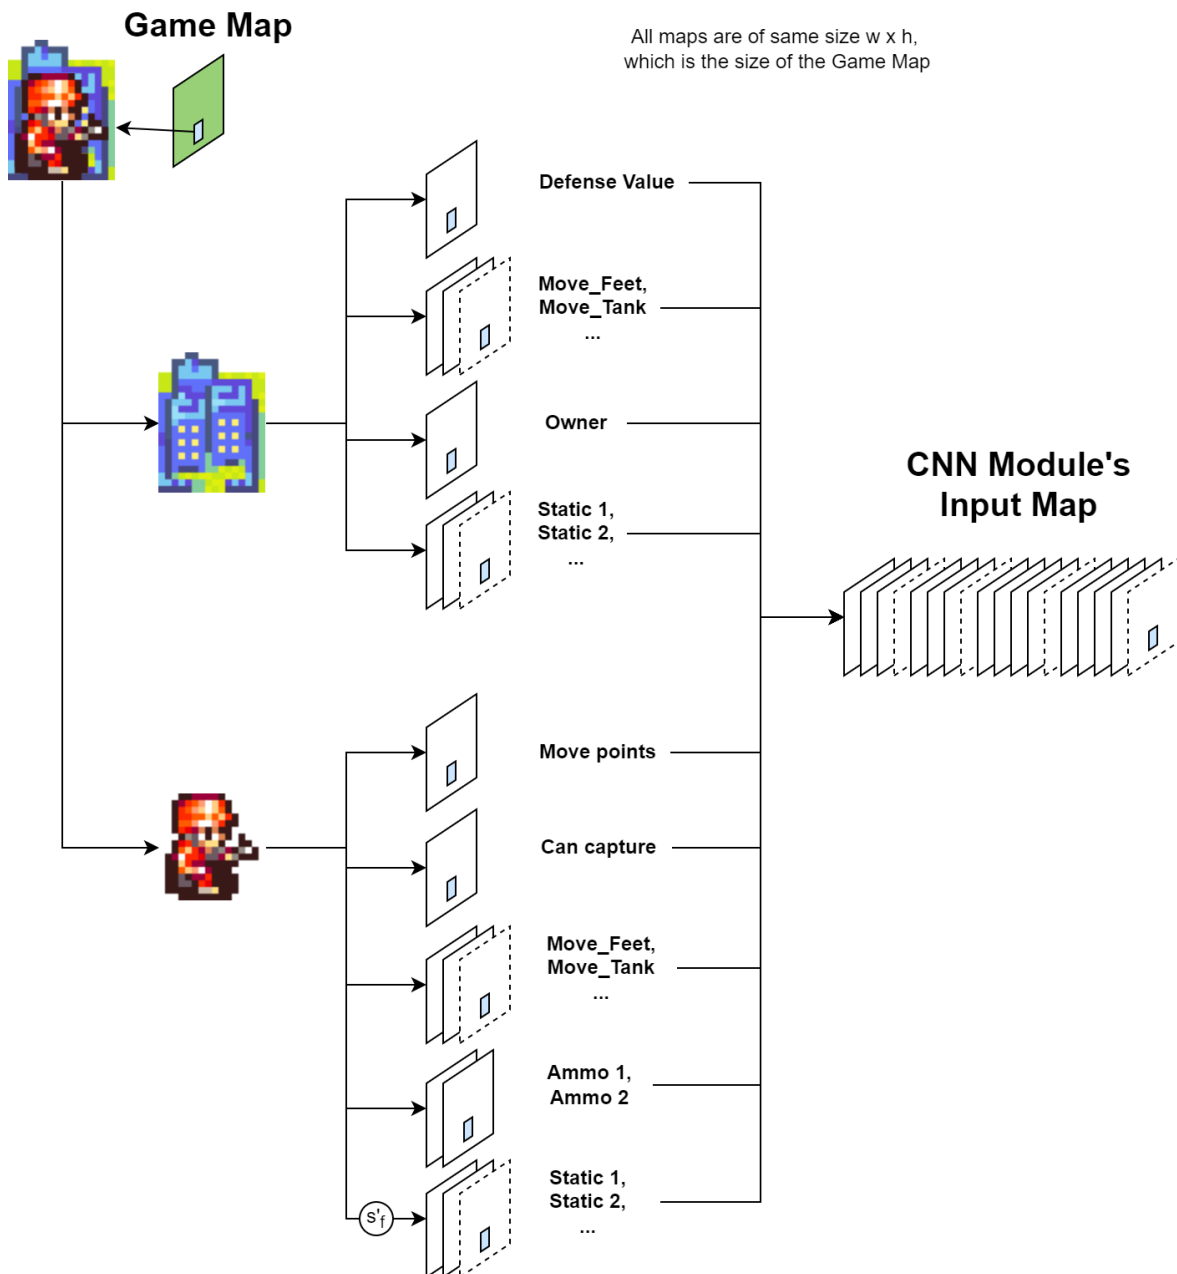 Game Map
All maps are of same size w x h,
which is the size of the Game Map
Defense Value
Move_Feet,
Move_Tank
...
Owner
Static 1,
Static 2,
...
CNN Module's
Input Map
Move points
Can capture
Move_Feet,
Move_Tank
...
Ammo 1,
Ammo 2
Static 1,
Static 2,
...
s'f